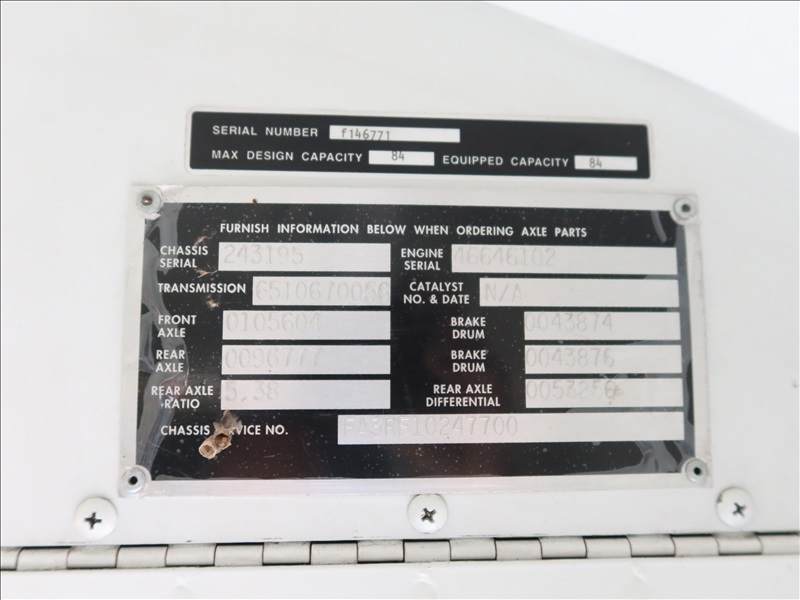 SERIAL NUMBER f146771
MAX DESIGN CAPACITY 84 EQUIPPED CAPACITY 84
FURNISH INFORMATION BELOW WHEN ORDERING AXLE PARTS
CHASSIS SERIAL 243195 ENGINE SERIAL 46646102
TRANSMISSION CATALYST NO. & DATE N/A
FRONT AXLE 0105604 BRAKE DRUM 0043874
REAR AXLE 0096777 BRAKE DRUM 0043876
REAR AXLE RATIO 5.38 REAR AXLE DIFFERENTIAL
CHASSIS NO.